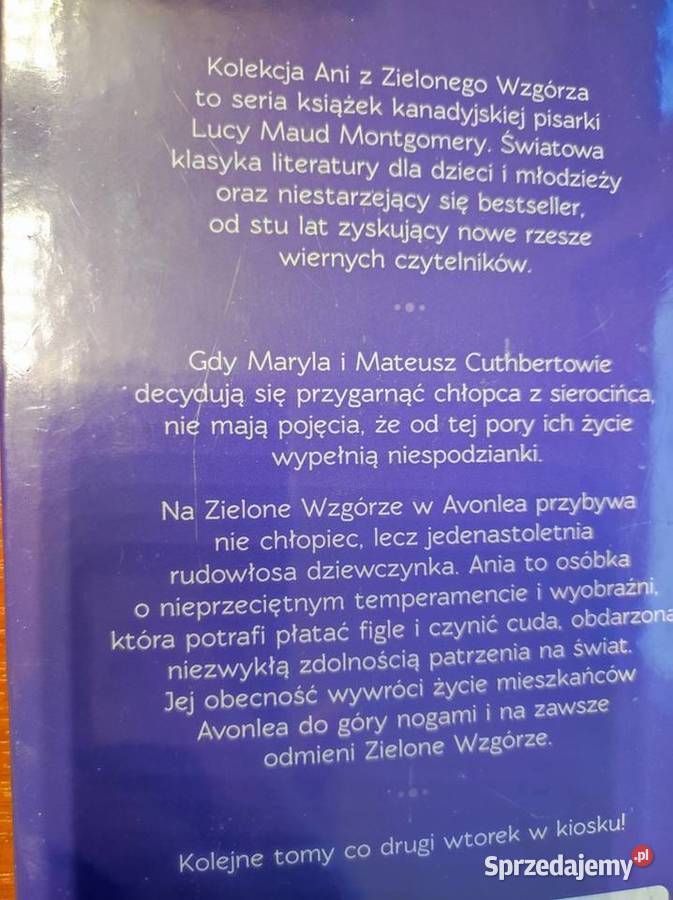 Kolekcja Ani z Zielonego Wzgórza
to seria książek kanadyjskiej pisarki
Lucy Maud Montgomery. Światowa
klasyka literatury dla dzieci i młodzieży
oraz niestarzejący się bestseller,
od stu lat zyskujący nowe rzesze
wiernych czytelników.
Gdy Maryla i Mateusz Cuthbertowie
decydują się przygarnąć chłopca z sierocińca,
nie mają pojęcia, że od tej pory ich życie
wypełnią niespodzianki.
Na Zielone Wzgórze w Avonlea przybywa
nie chłopiec, lecz jedenastoletnia
rudowłosa dziewczynka. Ania to osóbka
o nieprzeciętnym temperamencie i wyobraźni,
która potrafi płatać figle i czynić cuda, obdarzona
niezwykłą zdolnością patrzenia na świat.
Jej obecność wywróci życie mieszkańców
Avonlea do góry nogami i na zawsze
odmieni Zielone Wzgórze.
Kolejne tomy co drugi wtorek w kiosku!
Sprzedajemy.pl